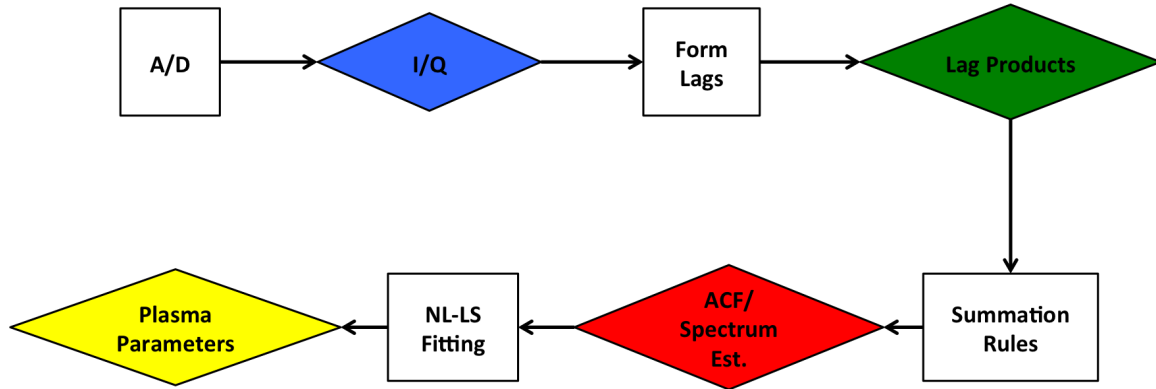 A/D
I/Q
Form
Lags
Lag Products
Plasma
Parameters
NL-LS
Fitting
ACF/
Spectrum
Est.
Summation
Rules